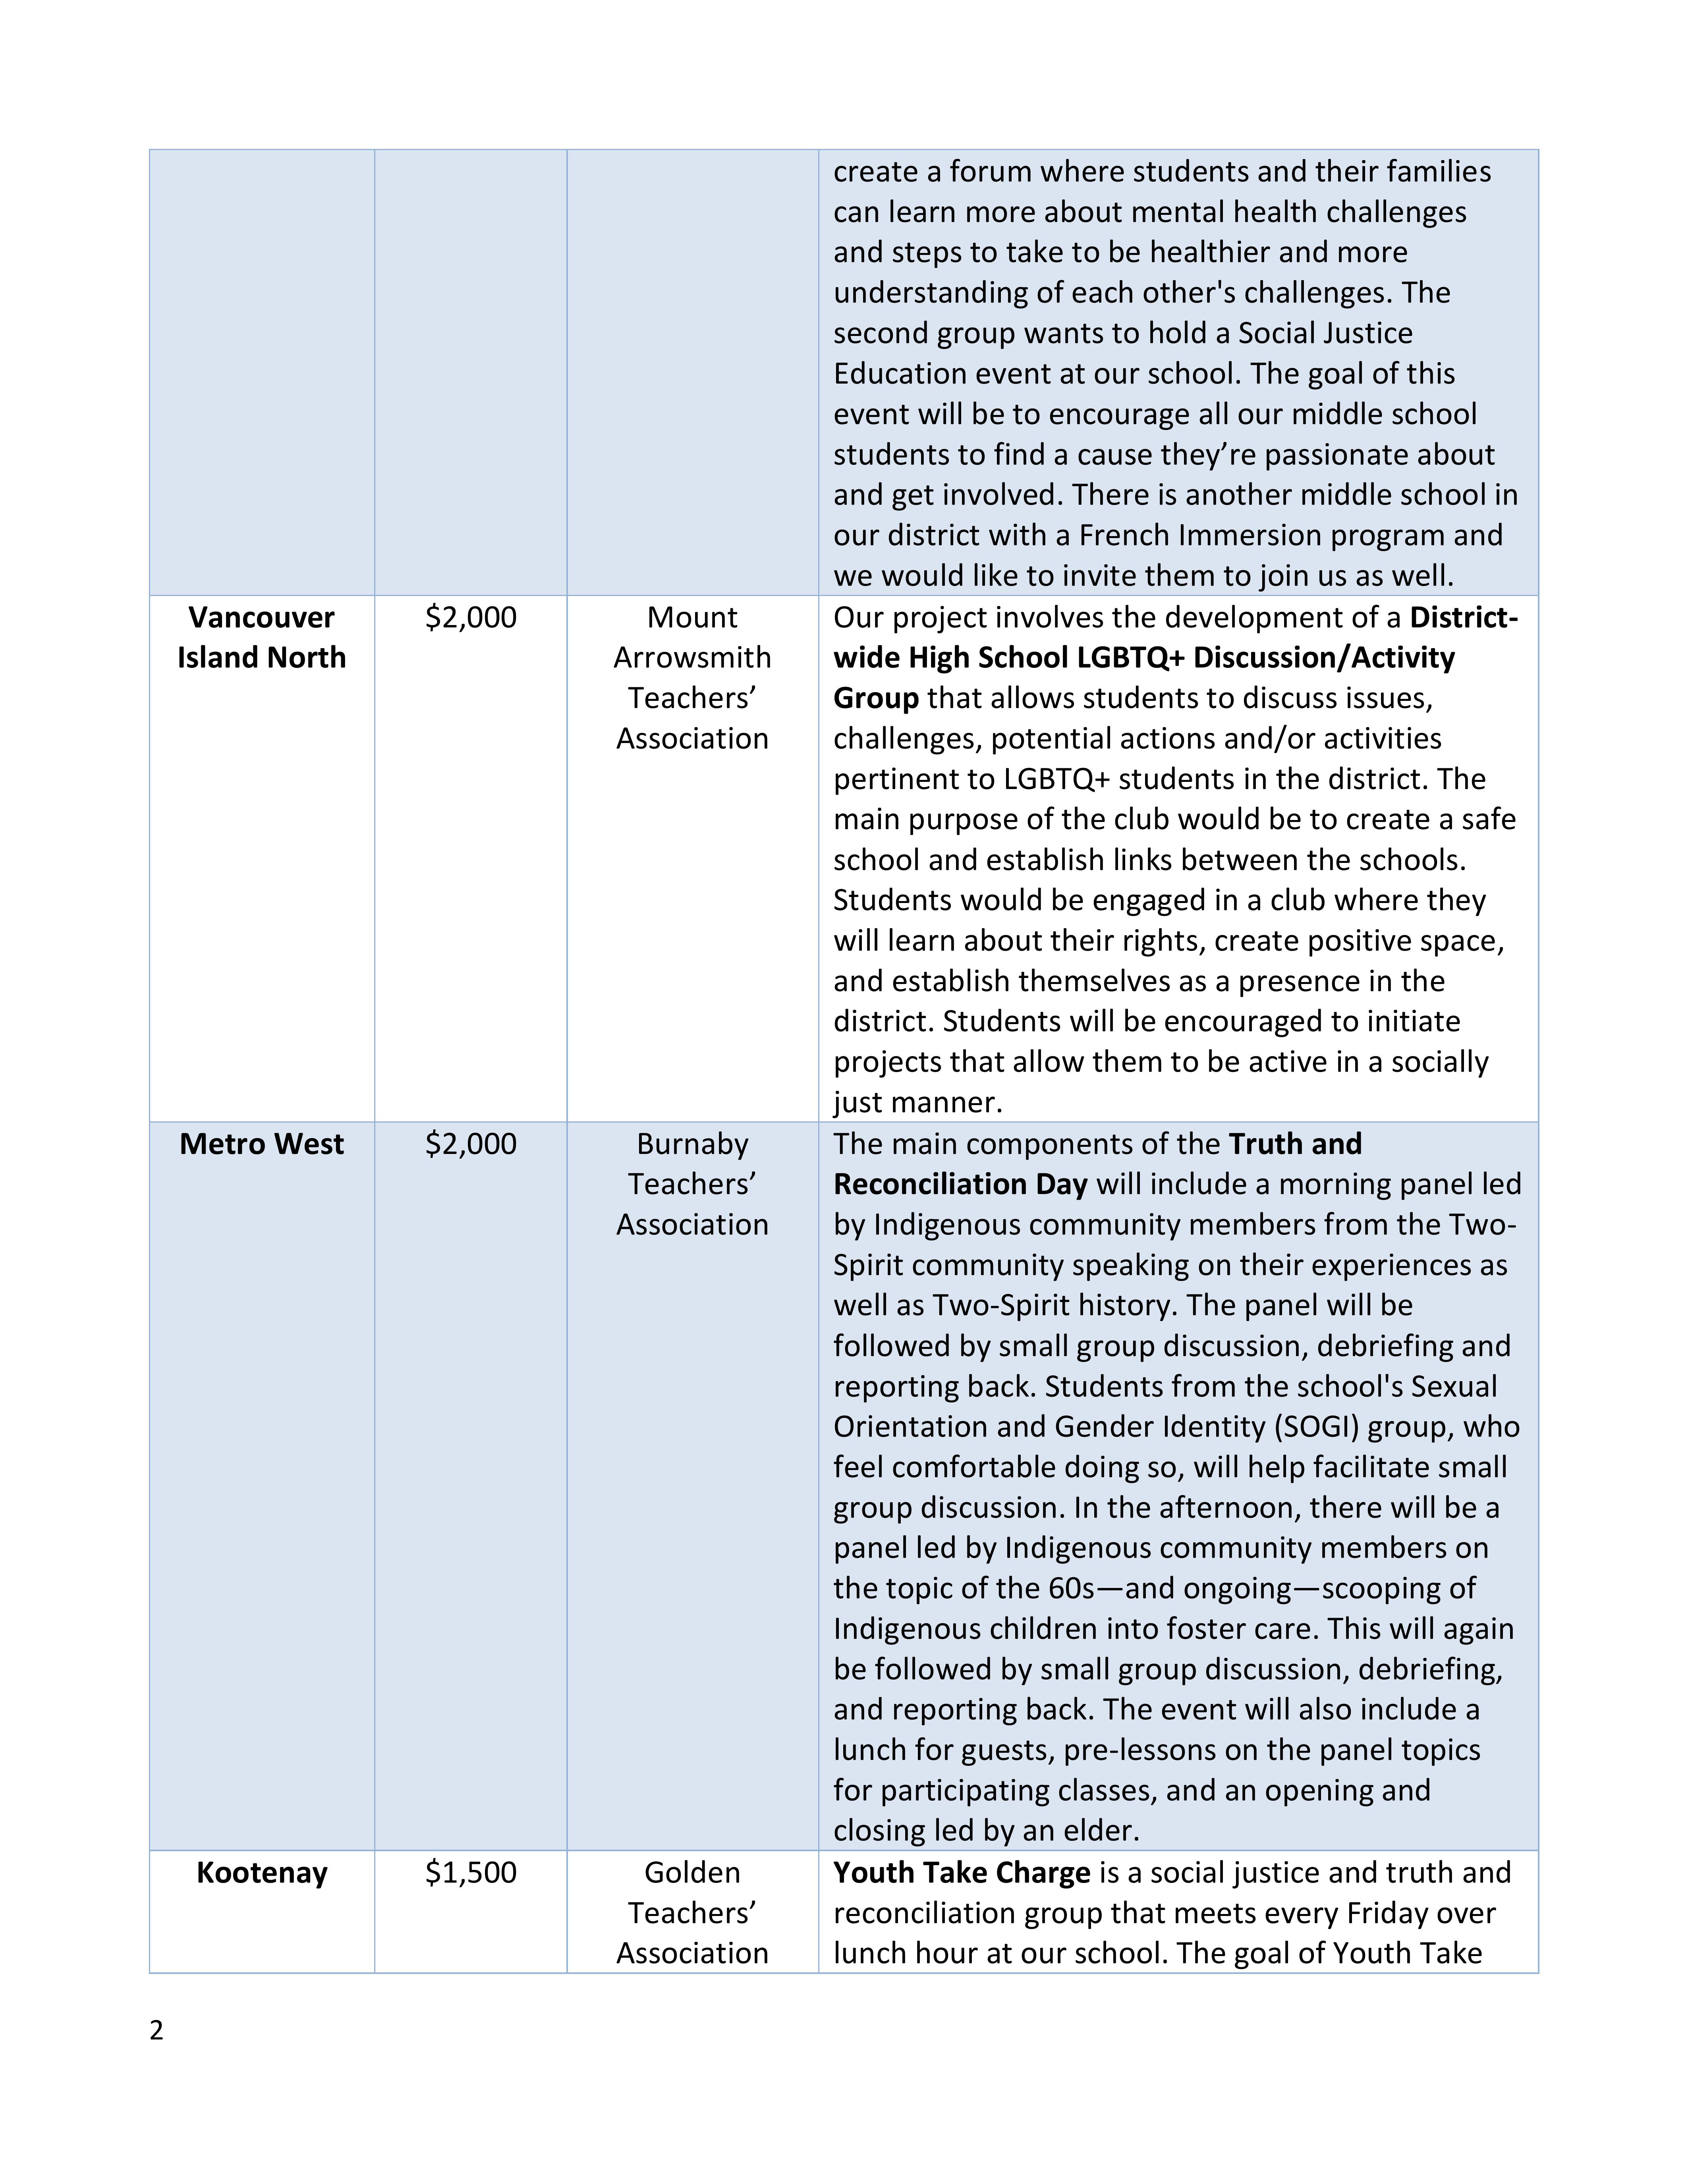 create a forum where students and their families
can learn more about mental health challenges
and steps to take to be healthier and more
understanding of each other's challenges. The
second group wants to hold a Social Justice
Education event at our school. The goal of this
event will be to encourage all our middle school
students to find a cause they’re passionate about
and get involved. There is another middle school in
our district with a French Immersion program and
we would like to invite them to join us as well.
Vancouver
Island North
$2,000
Mount
Arrowsmith
Teachers’
Association
Our project involves the development of a District-
wide High School LGBTQ+ Discussion/Activity
Group that allows students to discuss issues,
challenges, potential actions and/or activities
pertinent to LGBTQ+ students in the district. The
main purpose of the club would be to create a safe
school and establish links between the schools.
Students would be engaged in a club where they
will learn about their rights, create positive space,
and establish themselves as a presence in the
district. Students will be encouraged to initiate
projects that allow them to be active in a socially
just manner.
Metro West
$2,000
Burnaby
Teachers’
Association
The main components of the Truth and
Reconciliation Day will include a morning panel led
by Indigenous community members from the Two-
Spirit community speaking on their experiences as
well as Two-Spirit history. The panel will be
followed by small group discussion, debriefing and
reporting back. Students from the school's Sexual
Orientation and Gender Identity (SOGI) group, who
feel comfortable doing so, will help facilitate small
group discussion. In the afternoon, there will be a
panel led by Indigenous community members on
the topic of the 60s—and ongoing—scooping of
Indigenous children into foster care. This will again
be followed by small group discussion, debriefing,
and reporting back. The event will also include a
lunch for guests, pre-lessons on the panel topics
for participating classes, and an opening and
closing led by an elder.
Kootenay
$1,500
Golden
Teachers’
Association
Youth Take Charge is a social justice and truth and
reconciliation group that meets every Friday over
lunch hour at our school. The goal of Youth Take
2